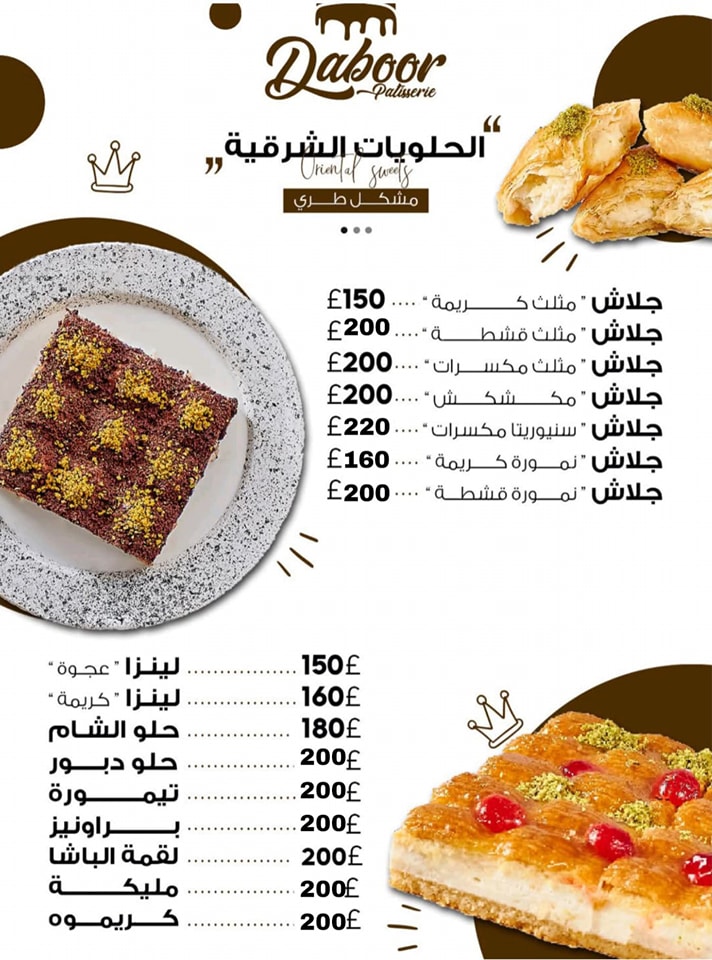 Daboor
Patisserie
“الحلويات الشرقية”
Oriental sweets
مشكل طري
جلاش "مثلث كريمة" .... 150£
جلاش "مثلث قشطة" .... 200£
جلاش "مثلث مكسرات" .... 200£
جلاش "مكشكش" .... 200£
جلاش "سنيوريتا مكسرات" .... 220£
جلاش "نمورة كريمة" .... 160£
جلاش "نمورة قشطة" .... 200£
لينزا "عجوة" .................. 150£
لينزا "كريمة" .................. 160£
حلو الشام .................. 180£
حلو دبور .................. 200£
تيمورة .................. 200£
براونيز .................. 200£
لقمة الباشا .................. 200£
مليكة .................. 200£
كريموه .................. 200£